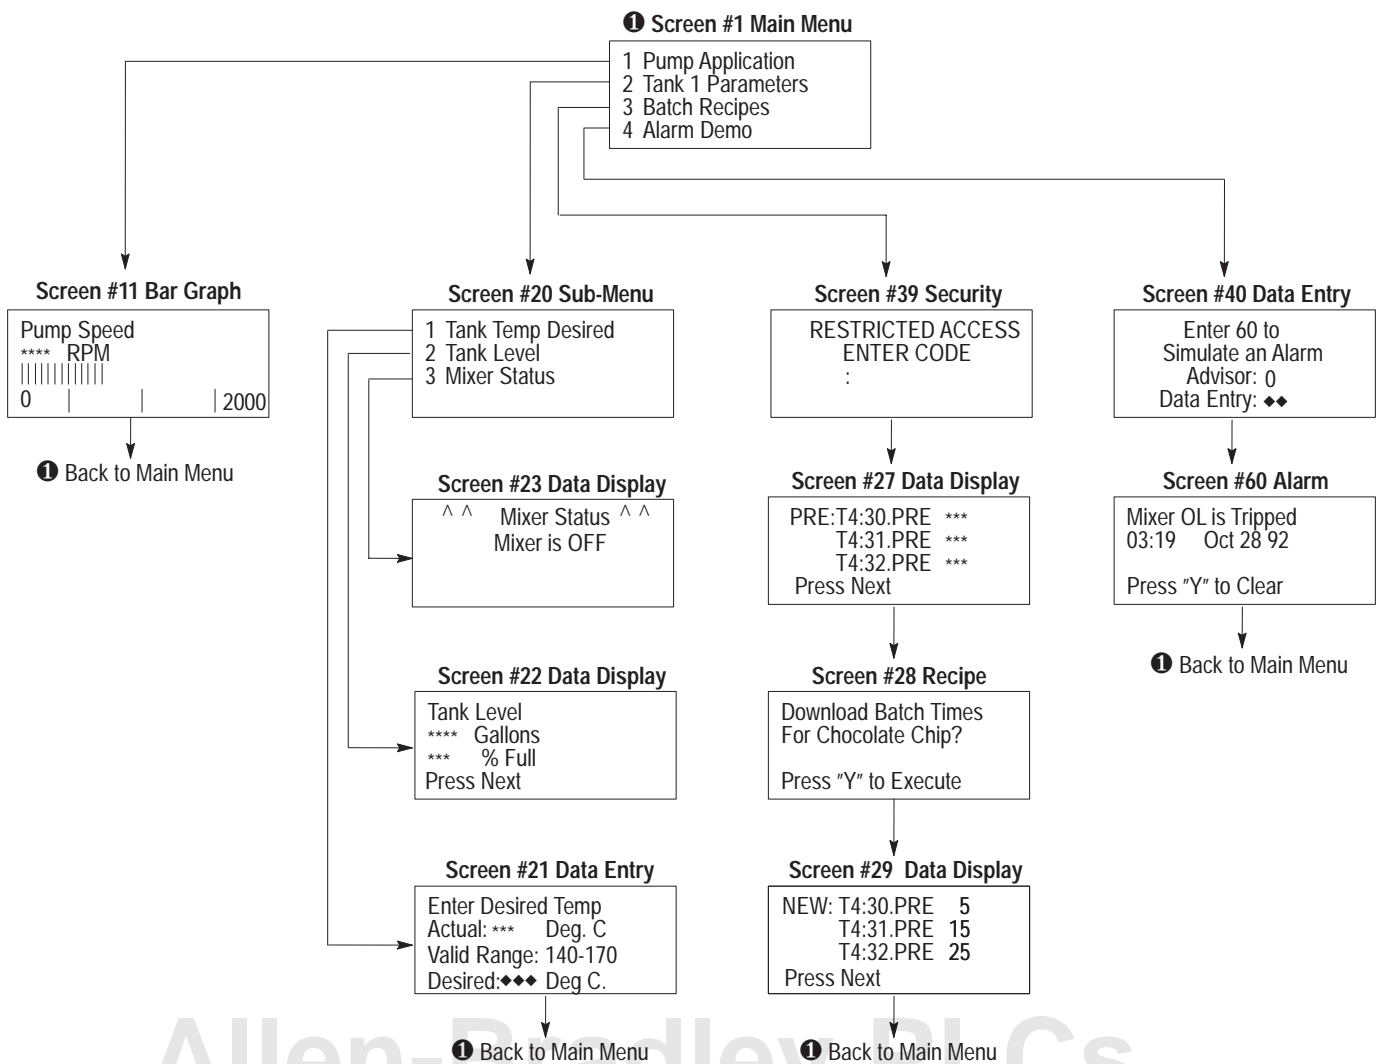 ❶ Screen #1 Main Menu
1 Pump Application
2 Tank 1 Parameters
3 Batch Recipes
4 Alarm Demo
Screen #11 Bar Graph
Pump Speed
**** RPM
|||||||||||||
0 | | | 2000
❶ Back to Main Menu
Screen #20 Sub-Menu
1 Tank Temp Desired
2 Tank Level
3 Mixer Status
Screen #23 Data Display
^ ^ Mixer Status ^ ^
Mixer is OFF
Screen #22 Data Display
Tank Level
**** Gallons
*** % Full
Press Next
Screen #21 Data Entry
Enter Desired Temp
Actual: *** Deg. C
Valid Range: 140-170
Desired:◆◆◆ Deg C.
❶ Back to Main Menu
Screen #39 Security
RESTRICTED ACCESS
ENTER CODE
:
Screen #27 Data Display
PRE:T4:30.PRE ***
T4:31.PRE ***
T4:32.PRE ***
Press Next
Screen #28 Recipe
Download Batch Times
For Chocolate Chip?
Press "Y" to Execute
Screen #29 Data Display
NEW: T4:30.PRE 5
T4:31.PRE 15
T4:32.PRE 25
Press Next
❶ Back to Main Menu
Screen #40 Data Entry
Enter 60 to
Simulate an Alarm
Advisor: 0
Data Entry: ◆◆
Screen #60 Alarm
Mixer OL is Tripped
03:19 Oct 28 92
Press "Y" to Clear
❶ Back to Main Menu
Allen-Bradley PLCs